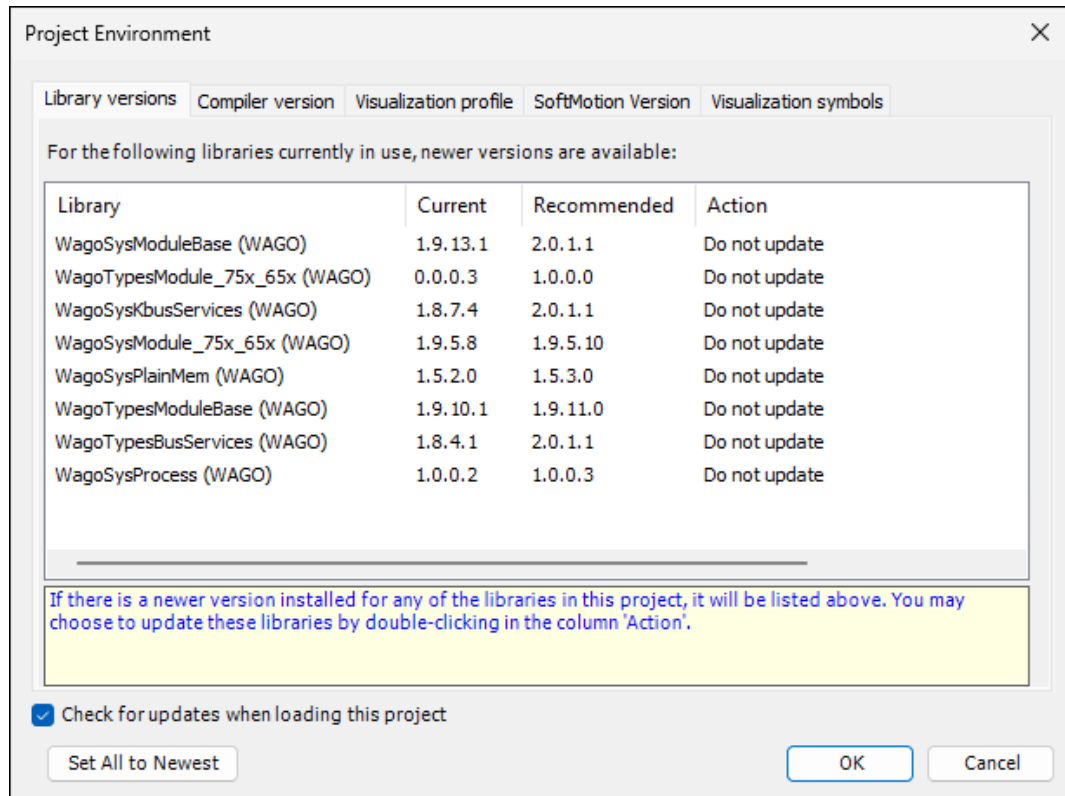 Project Environment
Library versions Compiler version Visualization profile SoftMotion Version Visualization symbols
For the following libraries currently in use, newer versions are available:
Library Current Recommended Action
WagoSysModuleBase (WAGO) 1.9.13.1 2.0.1.1 Do not update
WagoTypesModule_75x_65x (WAGO) 0.0.0.3 1.0.0.0 Do not update
WagoSysKbusServices (WAGO) 1.8.7.4 2.0.1.1 Do not update
WagoSysModule_75x_65x (WAGO) 1.9.5.8 1.9.5.10 Do not update
WagoSysPlainMem (WAGO) 1.5.2.0 1.5.3.0 Do not update
WagoTypesModuleBase (WAGO) 1.9.10.1 1.9.11.0 Do not update
WagoTypesBusServices (WAGO) 1.8.4.1 2.0.1.1 Do not update
WagoSysProcess (WAGO) 1.0.0.2 1.0.0.3 Do not update
If there is a newer version installed for any of the libraries in this project, it will be listed above. You may
choose to update these libraries by double-clicking in the column 'Action'.
Check for updates when loading this project
Set All to Newest OK Cancel